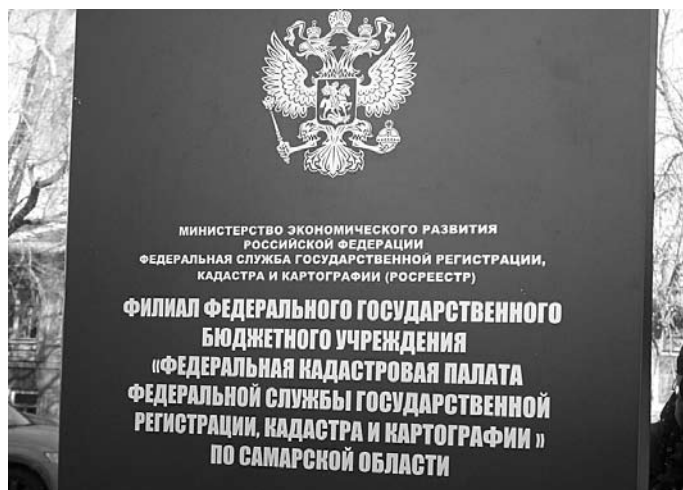 МИНИСТЕРСТВО ЭКОНОМИЧЕСКОГО РАЗВИТИЯ
РОССИЙСКОЙ ФЕДЕРАЦИИ
ФЕДЕРАЛЬНАЯ СЛУЖБА ГОСУДАРСТВЕННОЙ РЕГИСТРАЦИИ,
КАДАСТРА И КАРТОГРАФИИ (РОСРЕЕСТР)
ФИЛИАЛ ФЕДЕРАЛЬНОГО ГОСУДАРСТВЕННОГО
БЮДЖЕТНОГО УЧРЕЖДЕНИЯ
«ФЕДЕРАЛЬНАЯ КАДАСТРОВАЯ ПАЛАТА
ФЕДЕРАЛЬНОЙ СЛУЖБЫ ГОСУДАРСТВЕННОЙ
РЕГИСТРАЦИИ, КАДАСТРА И КАРТОГРАФИИ »
ПО САМАРСКОЙ ОБЛАСТИ